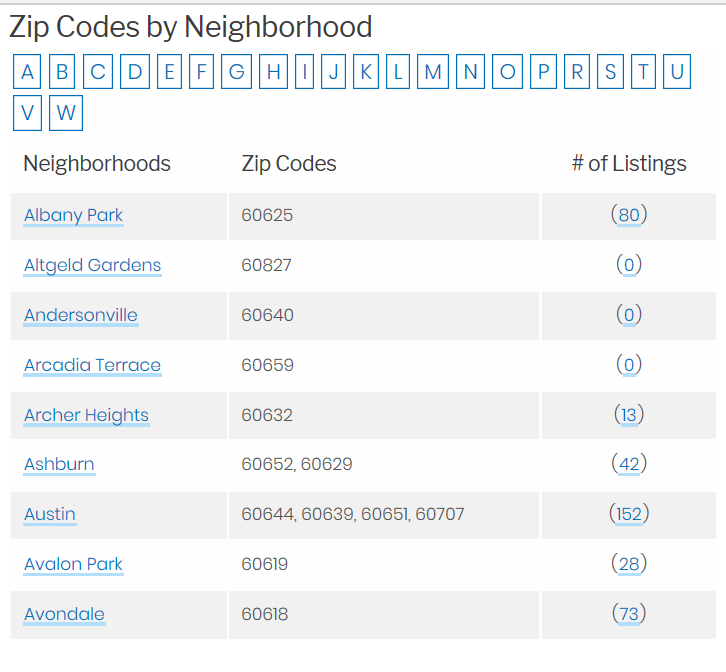 Zip Codes by Neighborhood
A B C D E F G H I J K L M N O P R S T U
V W
Neighborhoods Zip Codes # of Listings
Albany Park 60625 (80)
Altgeld Gardens 60827 (0)
Andersonville 60640 (0)
Arcadia Terrace 60659 (0)
Archer Heights 60632 (13)
Ashburn 60652, 60629 (42)
Austin 60644, 60639, 60651, 60707 (152)
Avalon Park 60619 (28)
Avondale 60618 (73)